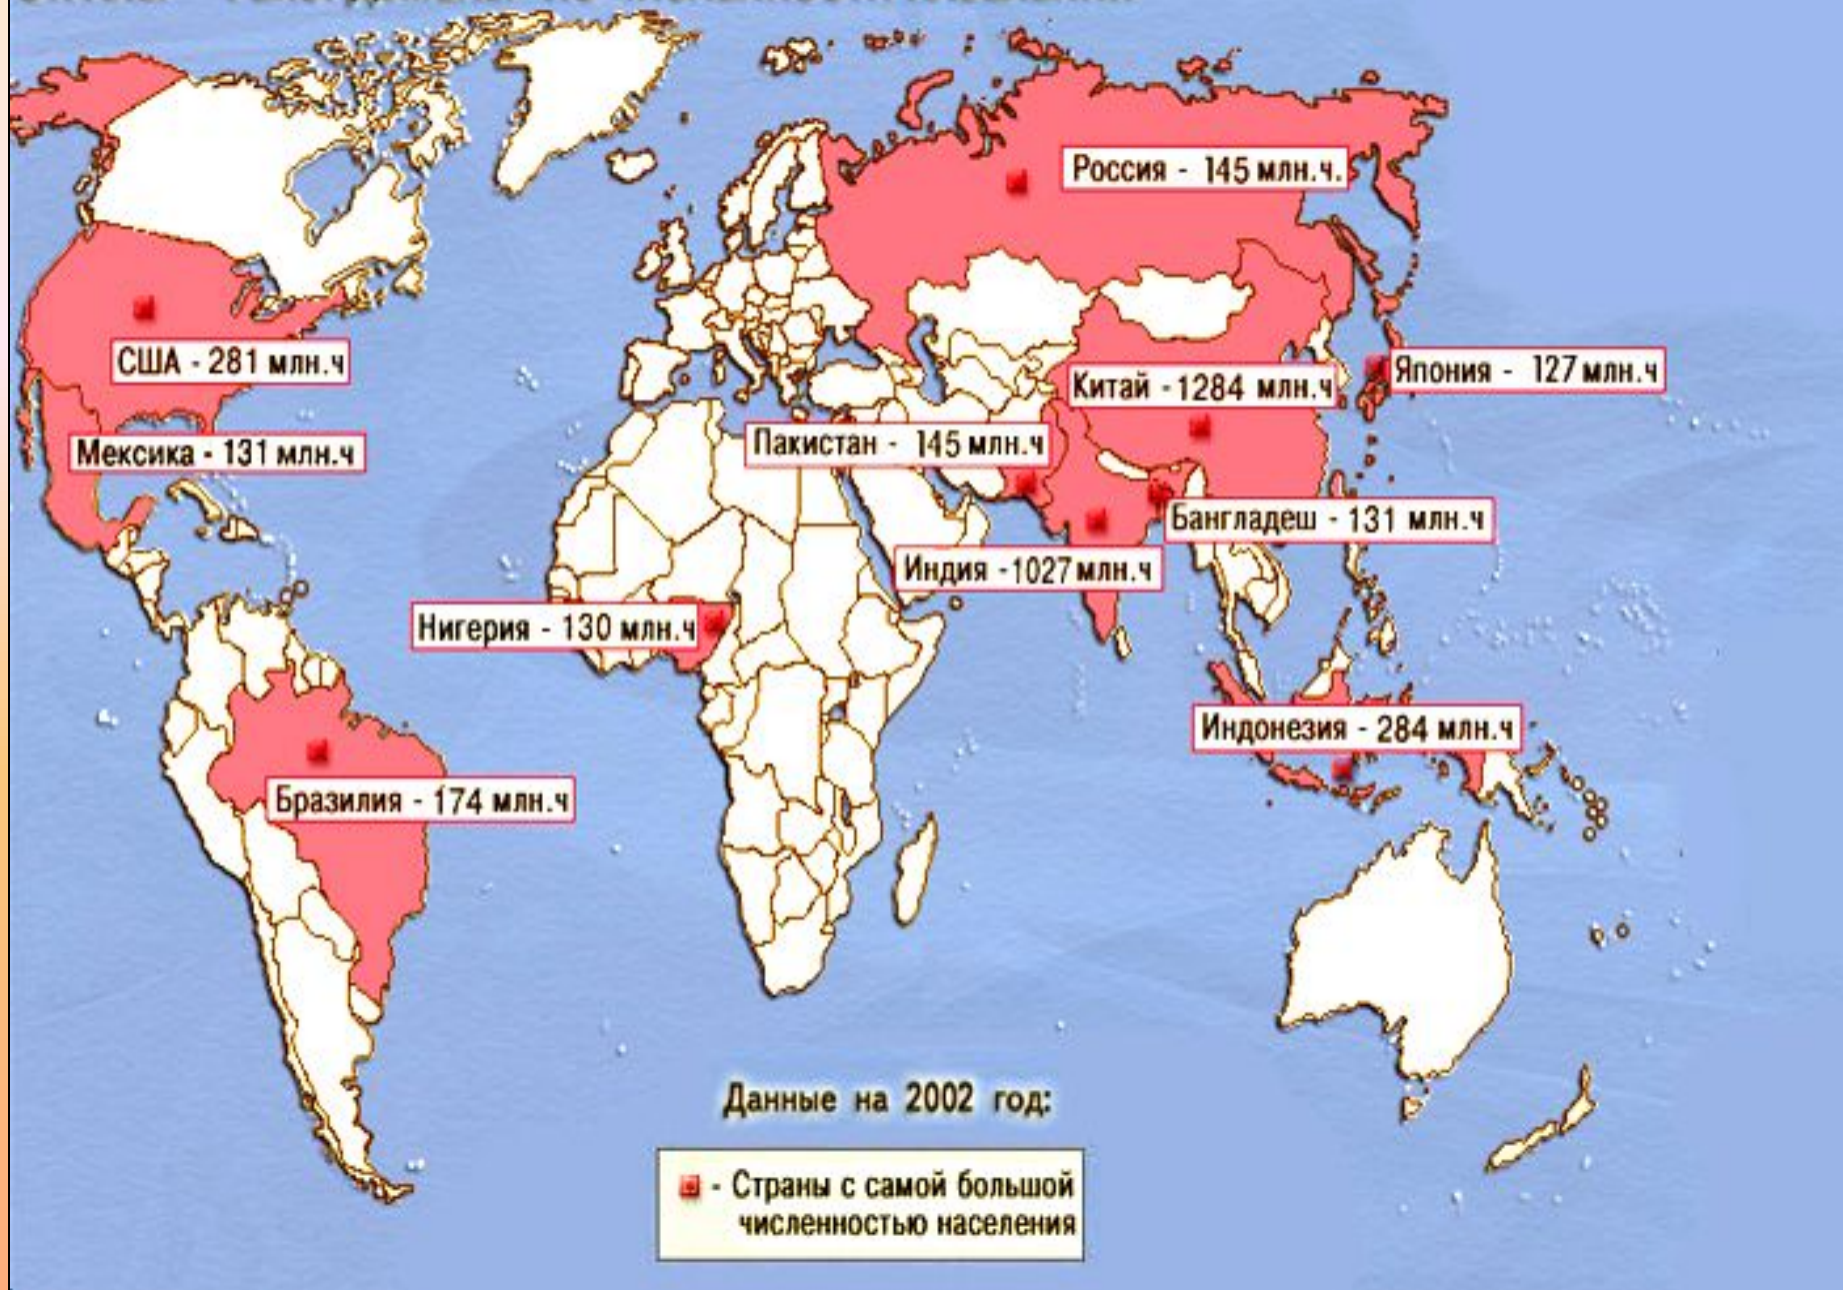 Россия - 145 млн.ч.
США - 281 млн.ч
Япония - 127 млн.ч
Китай -1284 млн.ч
Мексика - 131 млн.ч
Пакистан - 145 млн.ч
Бангладеш - 131 млн.ч
Индия -1027 млн.ч
Нигерия - 130 млн.ч
Индонезия - 284 млн.ч
Бразилия - 174 млн.ч
Данные на 2002 год:
- Страны с самой большой
численностью населения